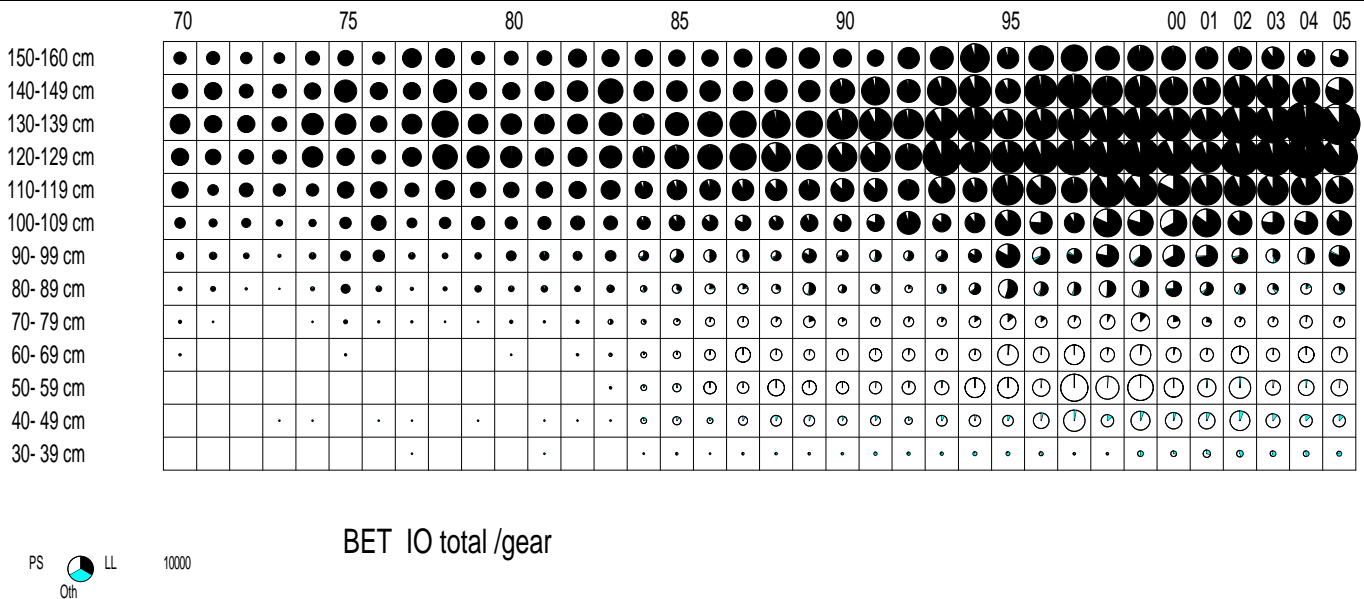 70 75 80 85 90 95 00 01 02 03 04 05
150-160 cm
140-149 cm
130-139 cm
120-129 cm
110-119 cm
100-109 cm
90- 99 cm
80- 89 cm
70- 79 cm
60- 69 cm
50- 59 cm
40- 49 cm
30- 39 cm
BET IO total /gear
PS LL 10000
Oth